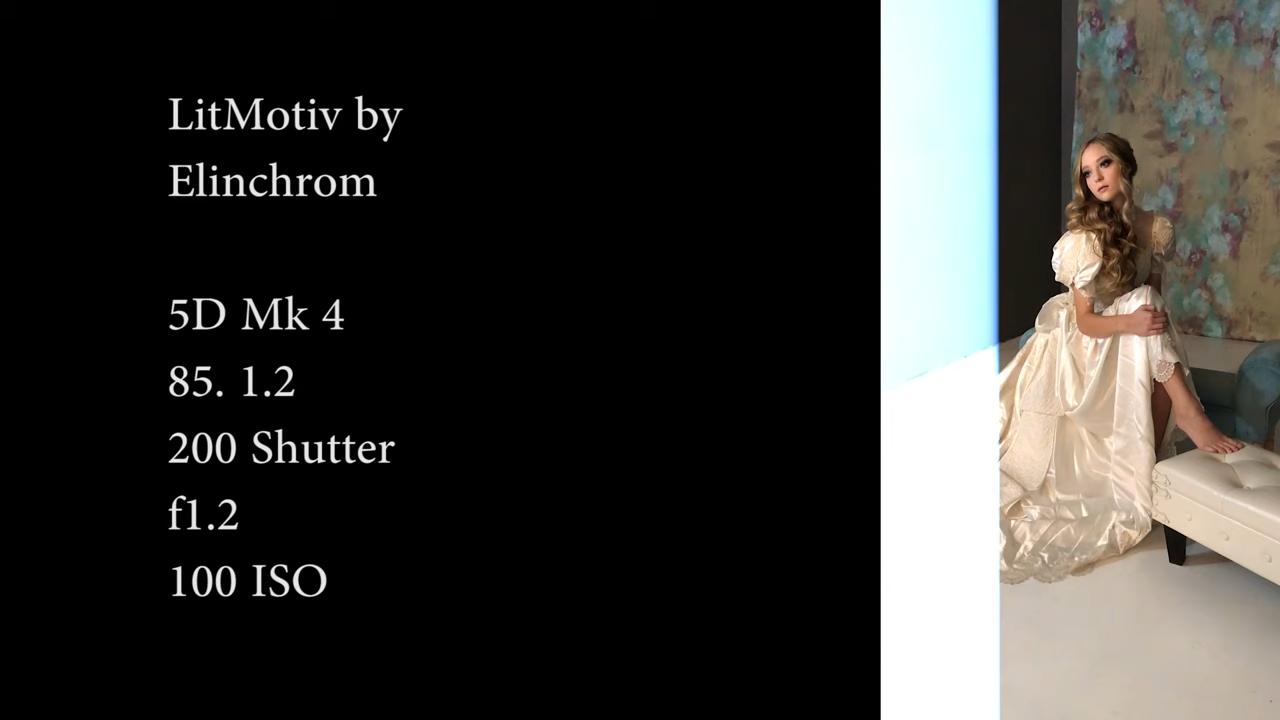 LitMotiv by
Elinchrom
5D Mk 4
85. 1.2
200 Shutter
f1.2
100 ISO